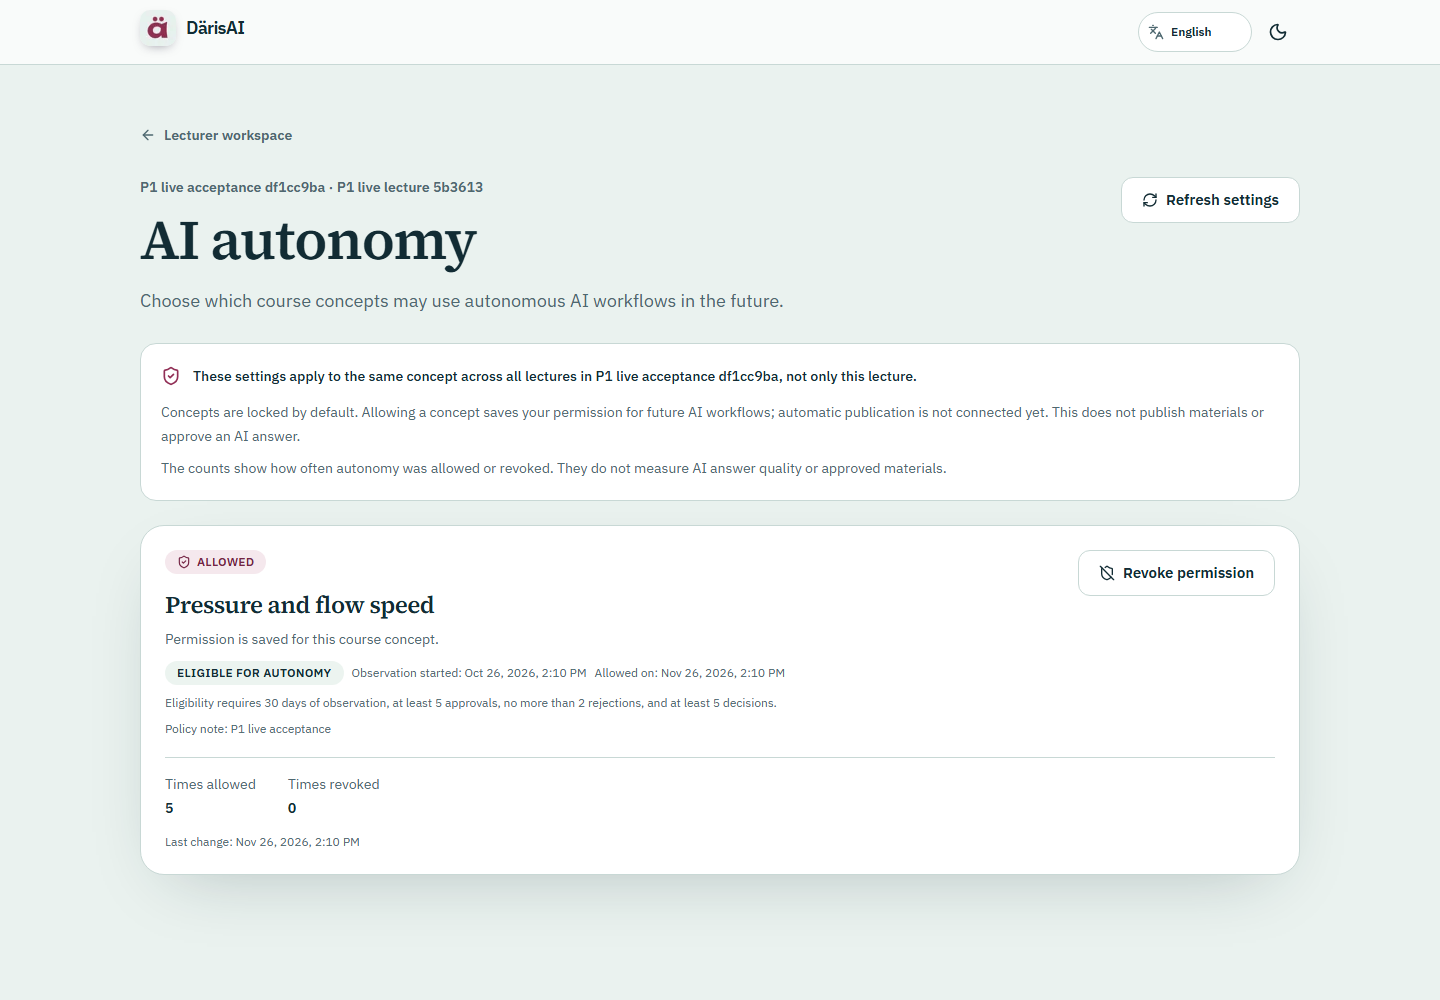 ä DärisAI
English
Lecturer workspace
P1 live acceptance df1cc9ba · P1 live lecture 5b3613
Refresh settings
AI autonomy
Choose which course concepts may use autonomous AI workflows in the future.
These settings apply to the same concept across all lectures in P1 live acceptance df1cc9ba, not only this lecture.
Concepts are locked by default. Allowing a concept saves your permission for future AI workflows; automatic publication is not connected yet. This does not publish materials or
approve an AI answer.
The counts show how often autonomy was allowed or revoked. They do not measure AI answer quality or approved materials.
ALLOWED
Revoke permission
Pressure and flow speed
Permission is saved for this course concept.
ELIGIBLE FOR AUTONOMY Observation started: Oct 26, 2026, 2:10 PM Allowed on: Nov 26, 2026, 2:10 PM
Eligibility requires 30 days of observation, at least 5 approvals, no more than 2 rejections, and at least 5 decisions.
Policy note: P1 live acceptance
Times allowed Times revoked
5 0
Last change: Nov 26, 2026, 2:10 PM